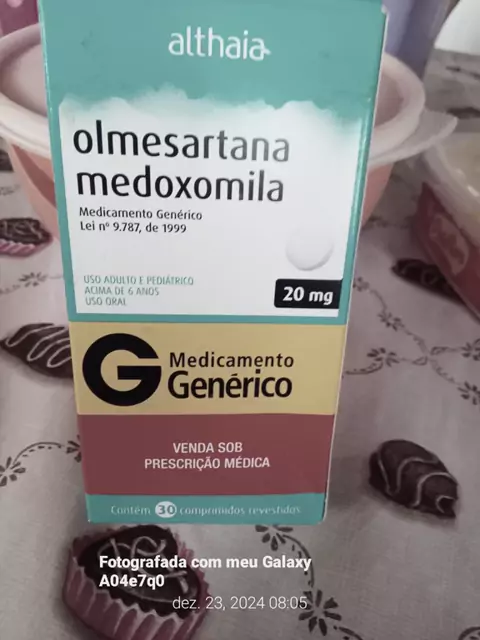 althaia
olmesartana
medoxomila
Medicamento Genérico
Lei nº 9.787, de 1999
USO ADULTO E PEDIÁTRICO
ACIMA DE 6 ANOS
USO ORAL
20 mg
G Medicamento
Genérico
VENDA SOB
PRESCRIÇÃO MÉDICA
Contém 30 comprimidos revestidos
Fotografada com meu Galaxy
A04e7q0
dez. 23, 2024 08:05